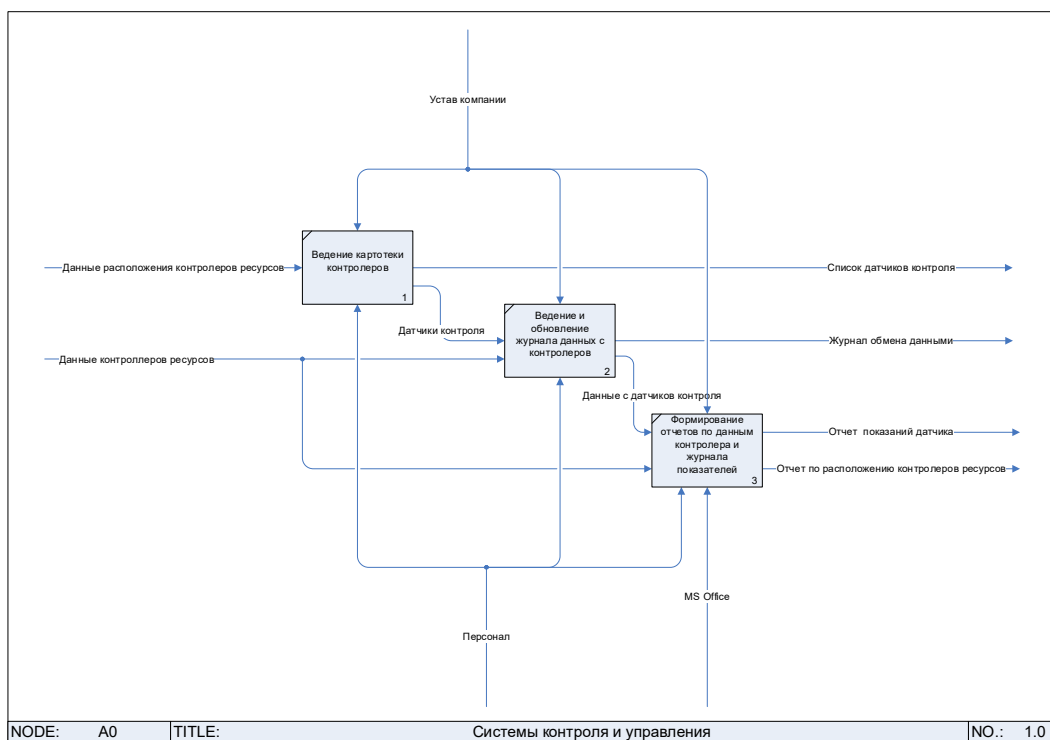 Устав компании
Ведение картотеки
контролеров
1
Данные расположения контролеров ресурсов
Список датчиков контроля
Датчики контроля
Ведение и
обновление
журнала данных с
контролеров
2
Данные контроллеров ресурсов
Журнал обмена данными
Данные с датчиков контроля
Формирование
отчетов по данным
контролера и
журнала
показателей
3
Отчет показаний датчика
Отчет по расположению контролеров ресурсов
MS Office
Персонал
NODE: A0 TITLE: Системы контроля и управления NO.: 1.0